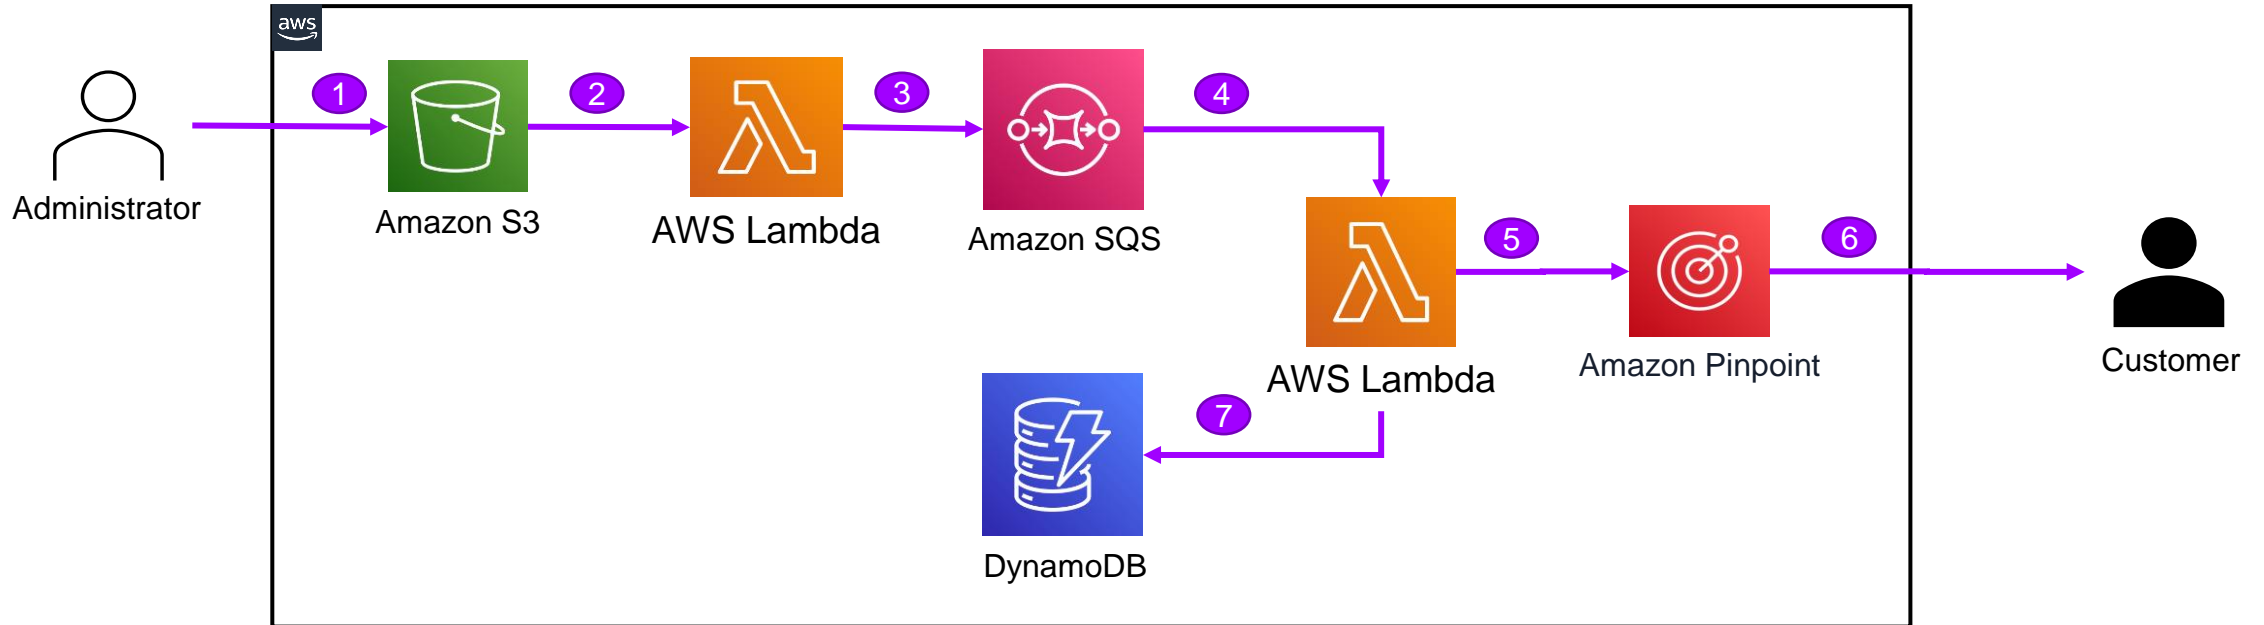 aws
1
2
3
4
Administrator
Amazon S3
AWS Lambda
Amazon SQS
5
6
AWS Lambda
Amazon Pinpoint
Customer
7
DynamoDB